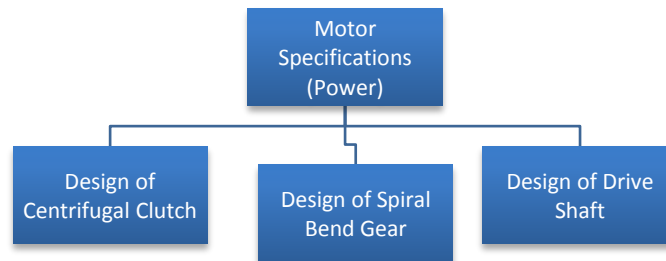 Motor
Specifications
(Power)
Design of
Centrifugal Clutch
Design of Spiral
Bend Gear
Design of Drive
Shaft